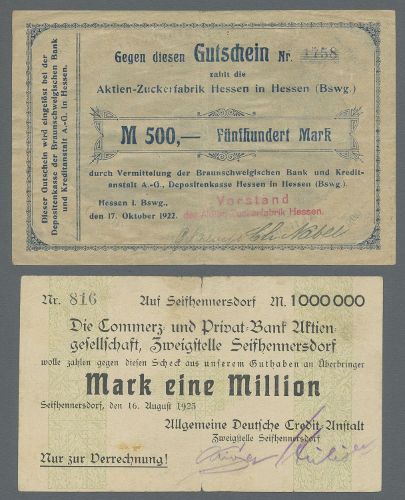 Dieser Gutschein wird eingelöst bei der
Depositenkasse der Braunschweigischen Bank
und Kreditanstalt A.-G. in Hessen.
Gegen diesen Gutschein Nr. 1758
zahlt die
Aktien-Zuckerfabrik Hessen in Hessen (Bswg.)
M 500,— Fünfhundert Mark
durch Vermittelung der Braunschweigischen Bank und Kredit-
anstalt A.-G., Depositenkasse Hessen in Hessen (Bswg.)
Hessen i. Bswg.,
den 17. Oktober 1922.
Vorstand
der Aktien-Zuckerfabrik Hessen.
Nr. 816 Auf Seifhennersdorf M. 1000000
Die Commerz- und Privat-Bank Aktien-
gesellschaft, Zweigstelle Seifhennersdorf
wolle zahlen gegen diesen Scheck aus unserem Guthaben an Überbringer
Mark eine Million
Seifhennersdorf, den 16. August 1923
Allgemeine Deutsche Credit-Anstalt
Zweigstelle Seifhennersdorf
Nur zur Verrechnung!